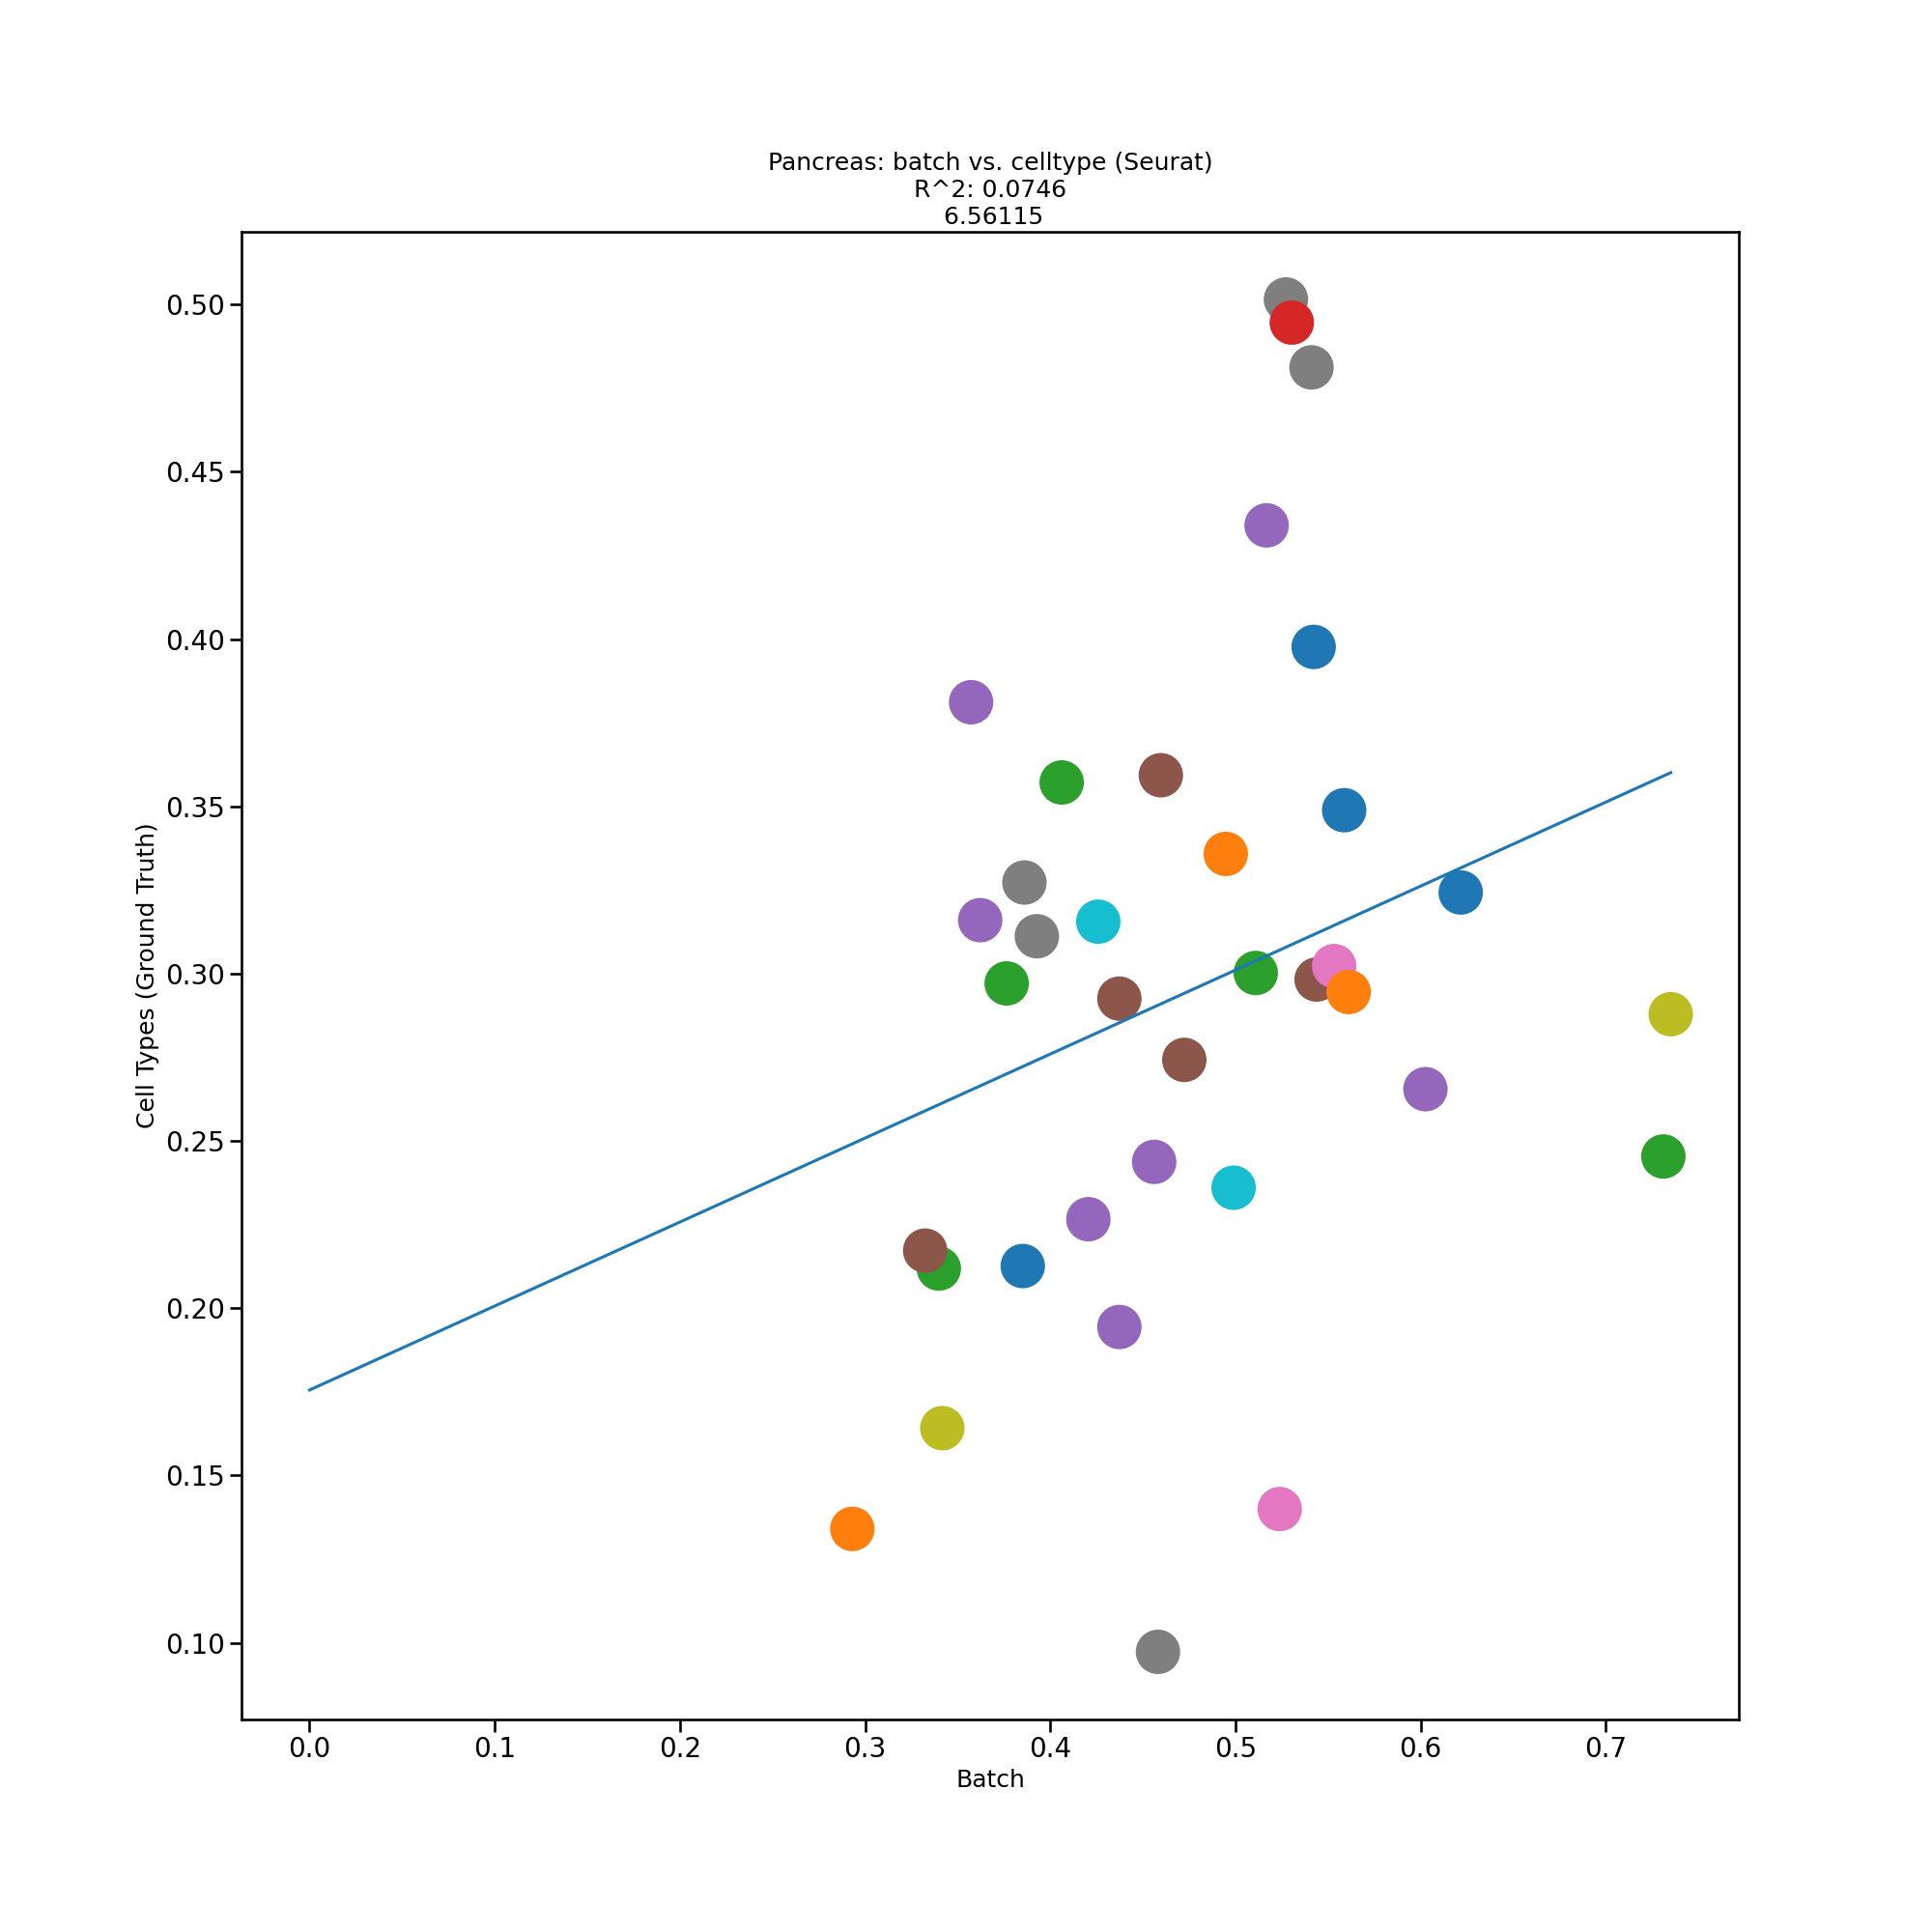 Pancreas: batch vs. celltype (Seurat)
R^2: 0.0746
6.56115
Cell Types (Ground Truth)
0.50
0.45
0.40
0.35
0.30
0.25
0.20
0.15
0.10
0.0 0.1 0.2 0.3 0.4 0.5 0.6 0.7
Batch